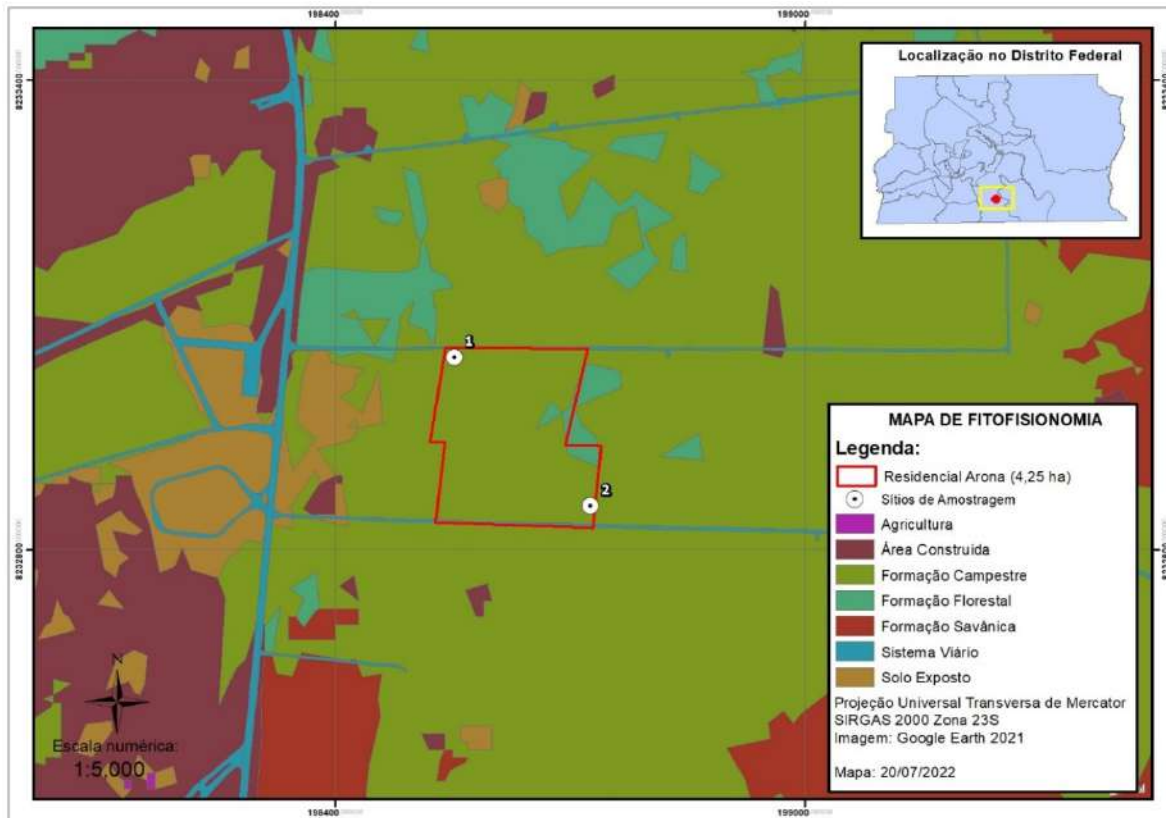 198400
199000
8233400
8233400
Localização no Distrito Federal
1
2
8232800
8232800
MAPA DE FITOFISIONOMIA
Legenda:
Residencial Arona (4,25 ha)
Sítios de Amostragem
Agricultura
Área Construida
Formação Campestre
Formação Florestal
Formação Savânica
Sistema Viário
Solo Exposto
Projeção Universal Transversa de Mercator
SIRGAS 2000 Zona 23S
Imagem: Google Earth 2021
Mapa: 20/07/2022
N
Escala numérica:
1:5.000
198400
199000